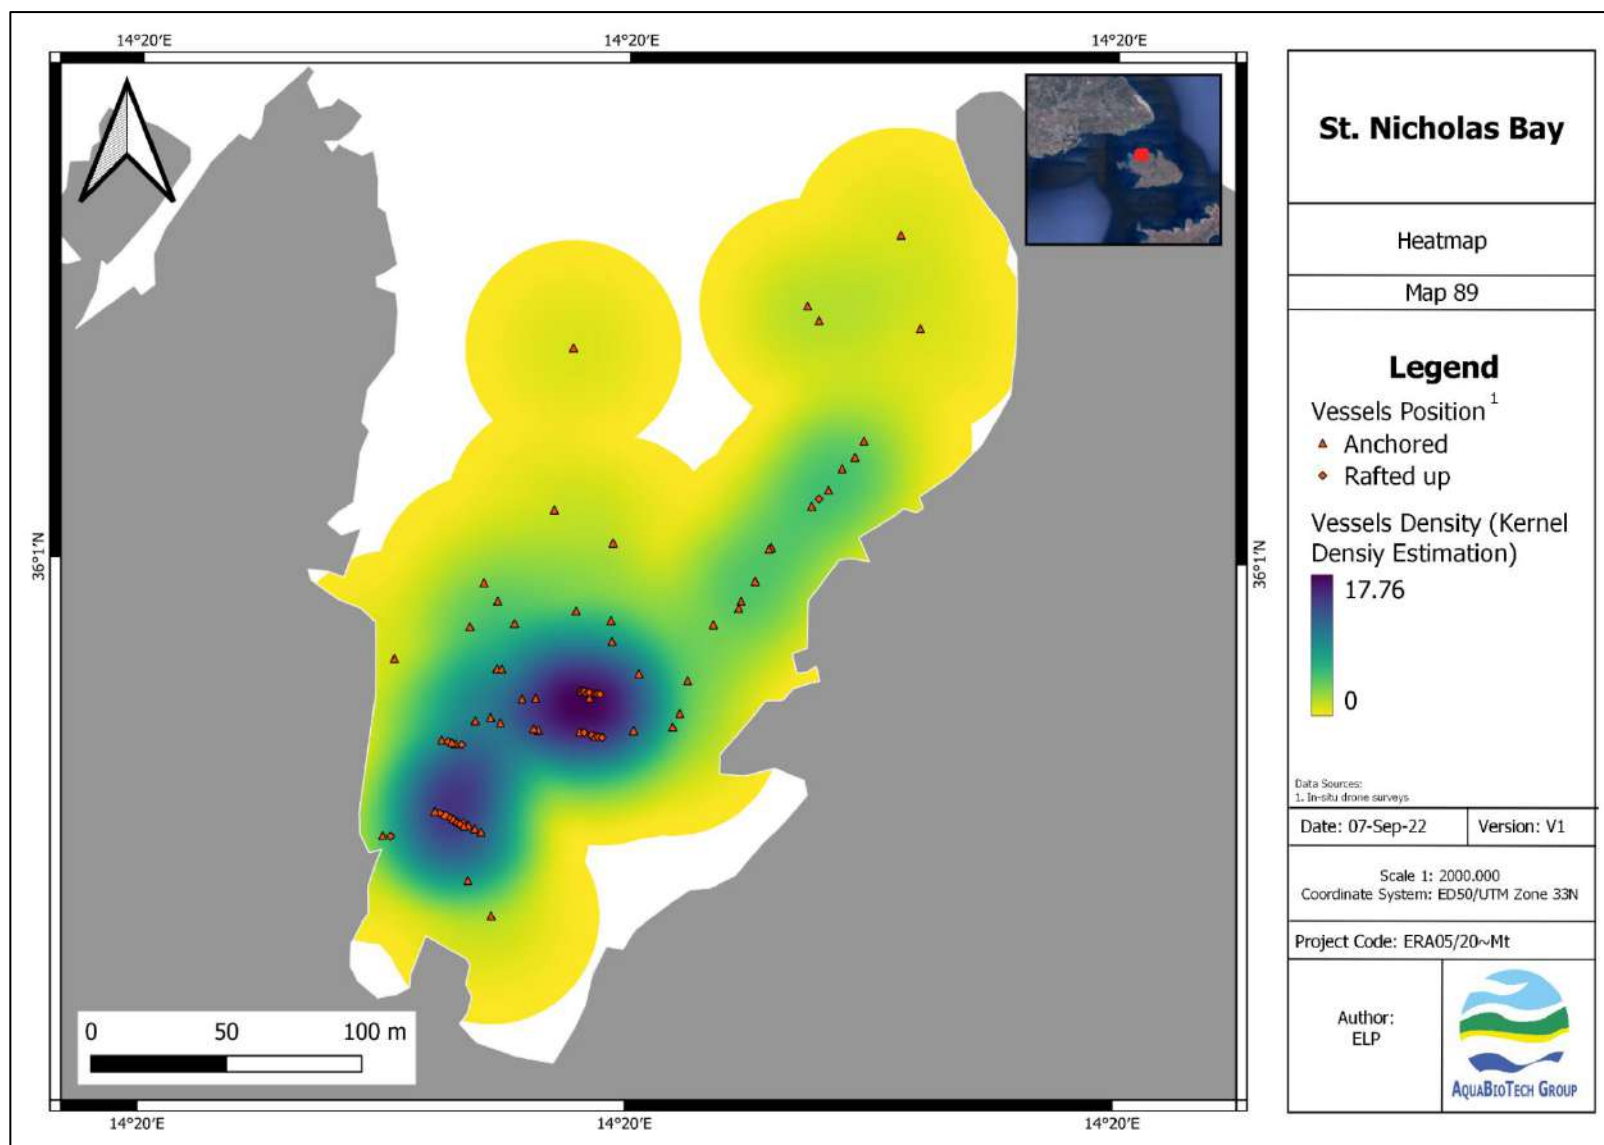 14°20'E 14°20'E 14°20'E
36°1'N
36°1'N
0 50 100 m
14°20'E 14°20'E 14°20'E
St. Nicholas Bay
Heatmap
Map 89
Legend
Vessels Position 1
Anchored
Rafted up
Vessels Density (Kernel
Densiy Estimation)
17.76
0
Data Sources:
1. In-situ drone surveys
Date: 07-Sep-22 Version: V1
Scale 1: 2000.000
Coordinate System: ED50/UTM Zone 33N
Project Code: ERA05/20~Mt
Author:
ELP
AQUABIOTECH GROUP